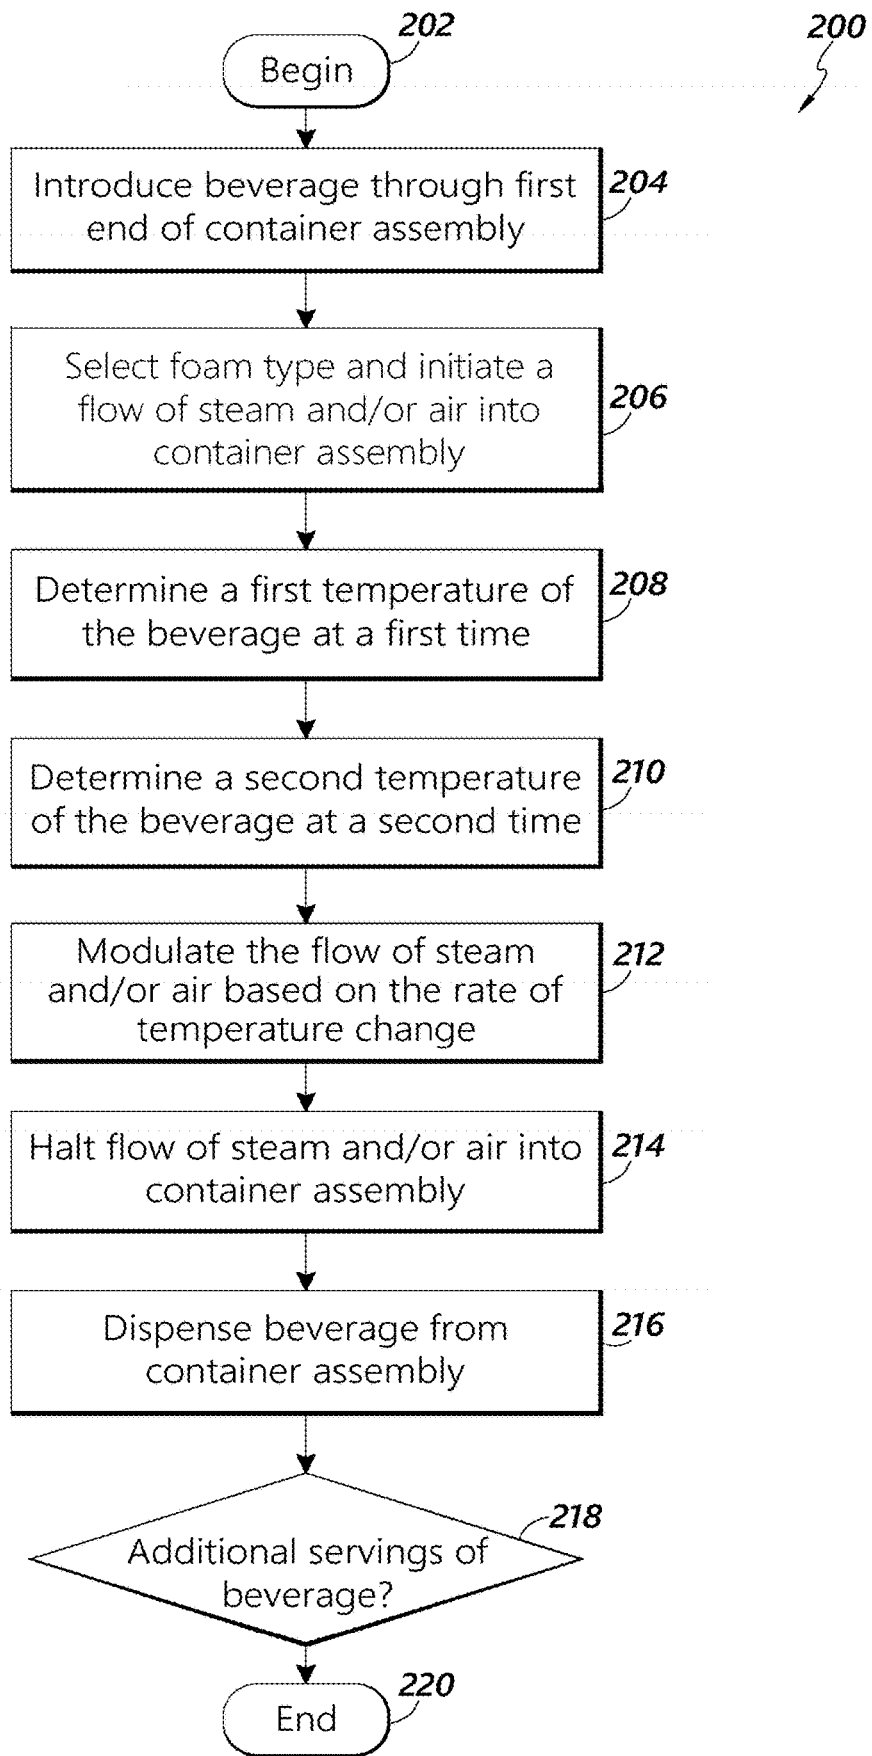 202
200
Begin
Introduce beverage through first
end of container assembly
204
Select foam type and initiate a
flow of steam and/or air into
container assembly
206
Determine a first temperature of
the beverage at a first time
208
Determine a second temperature
of the beverage at a second time
210
Modulate the flow of steam
and/or air based on the rate of
temperature change
212
Halt flow of steam and/or air into
container assembly
214
Dispense beverage from
container assembly
216
Additional servings of
beverage?
218
End
220